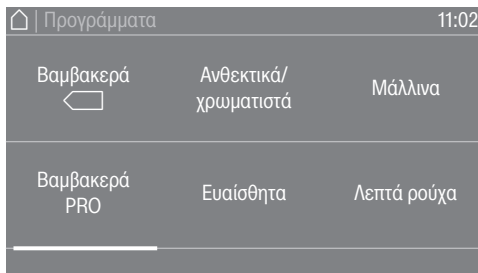 Προγράμματα 11:02
Βαμβακερά
Ανθεκτικά/
χρωματιστά
Μάλλινα
Βαμβακερά
PRO
Ευαίσθητα
Λεπτά ρούχα